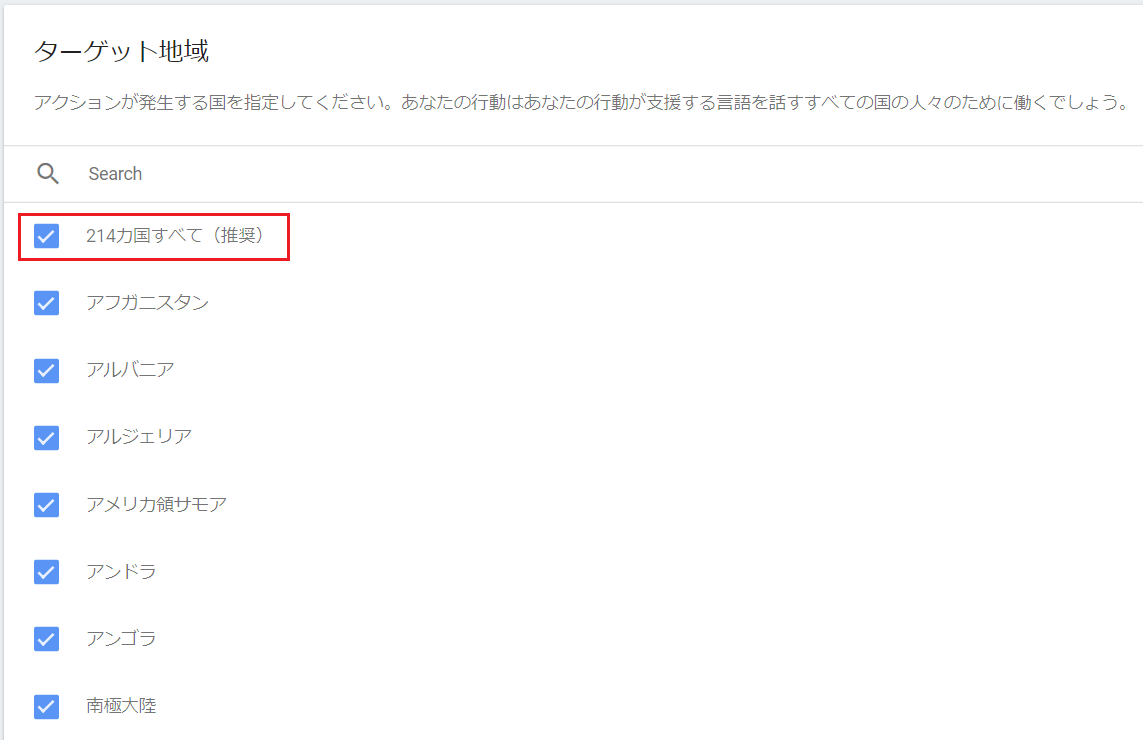 ターゲット地域
アクションが発生する国を指定してください。あなたの行動はあなたの行動が支援する言語を話すすべての国の人々のために働くでしょう。
Search
214カ国すべて（推奨）
アフガニスタン
アルバニア
アルジェリア
アメリカ領サモア
アンドラ
アンゴラ
南極大陸